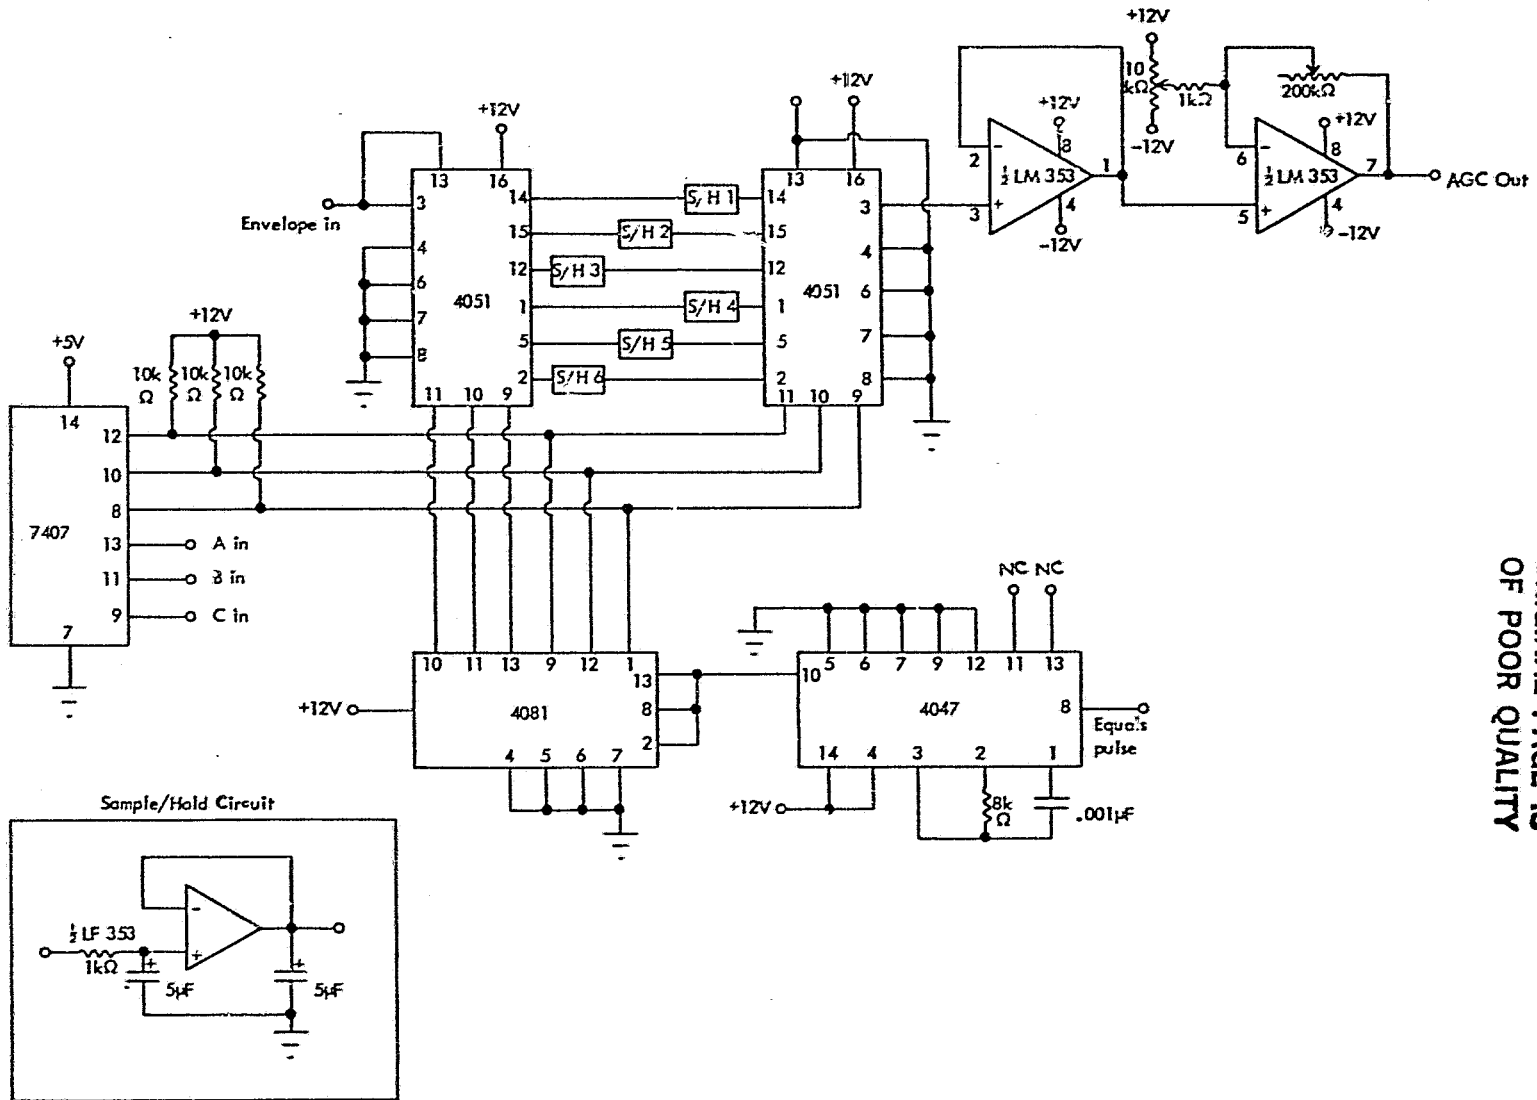 +12V
+12V
10 kΩ
1kΩ
-12V
200kΩ
+12V
8
2
-
½ LM 353
1
3
+
4
-12V
+12V
8
6
-
½ LM 353
7
5
+
4
-12V
AGC Out
+12V
13
16
3
Envelope in
4
6
7
8
4051
14
15
12
1
5
2
11 10 9
S/H 1
S/H 2
S/H 3
S/H 4
S/H 5
S/H 6
13
16
14
15
12
1
5
2
4051
3
4
6
7
8
11 10 9
+5V
+12V
10k Ω
10k Ω
10k Ω
14
12
10
8
7407
13
A in
11
B in
9
C in
7
10 11 13 9 12 1
13
8
2
+12V
4081
4 5 6 7
NC NC
5 6 7 9 12 11 13
10
4047
8
Equals
pulse
14 4 3 2 1
+12V
8k Ω
.001µF
OF POOR QUALITY
Sample/Hold Circuit
½ LF 353
-
+
1kΩ
+
5µF
+
5µF